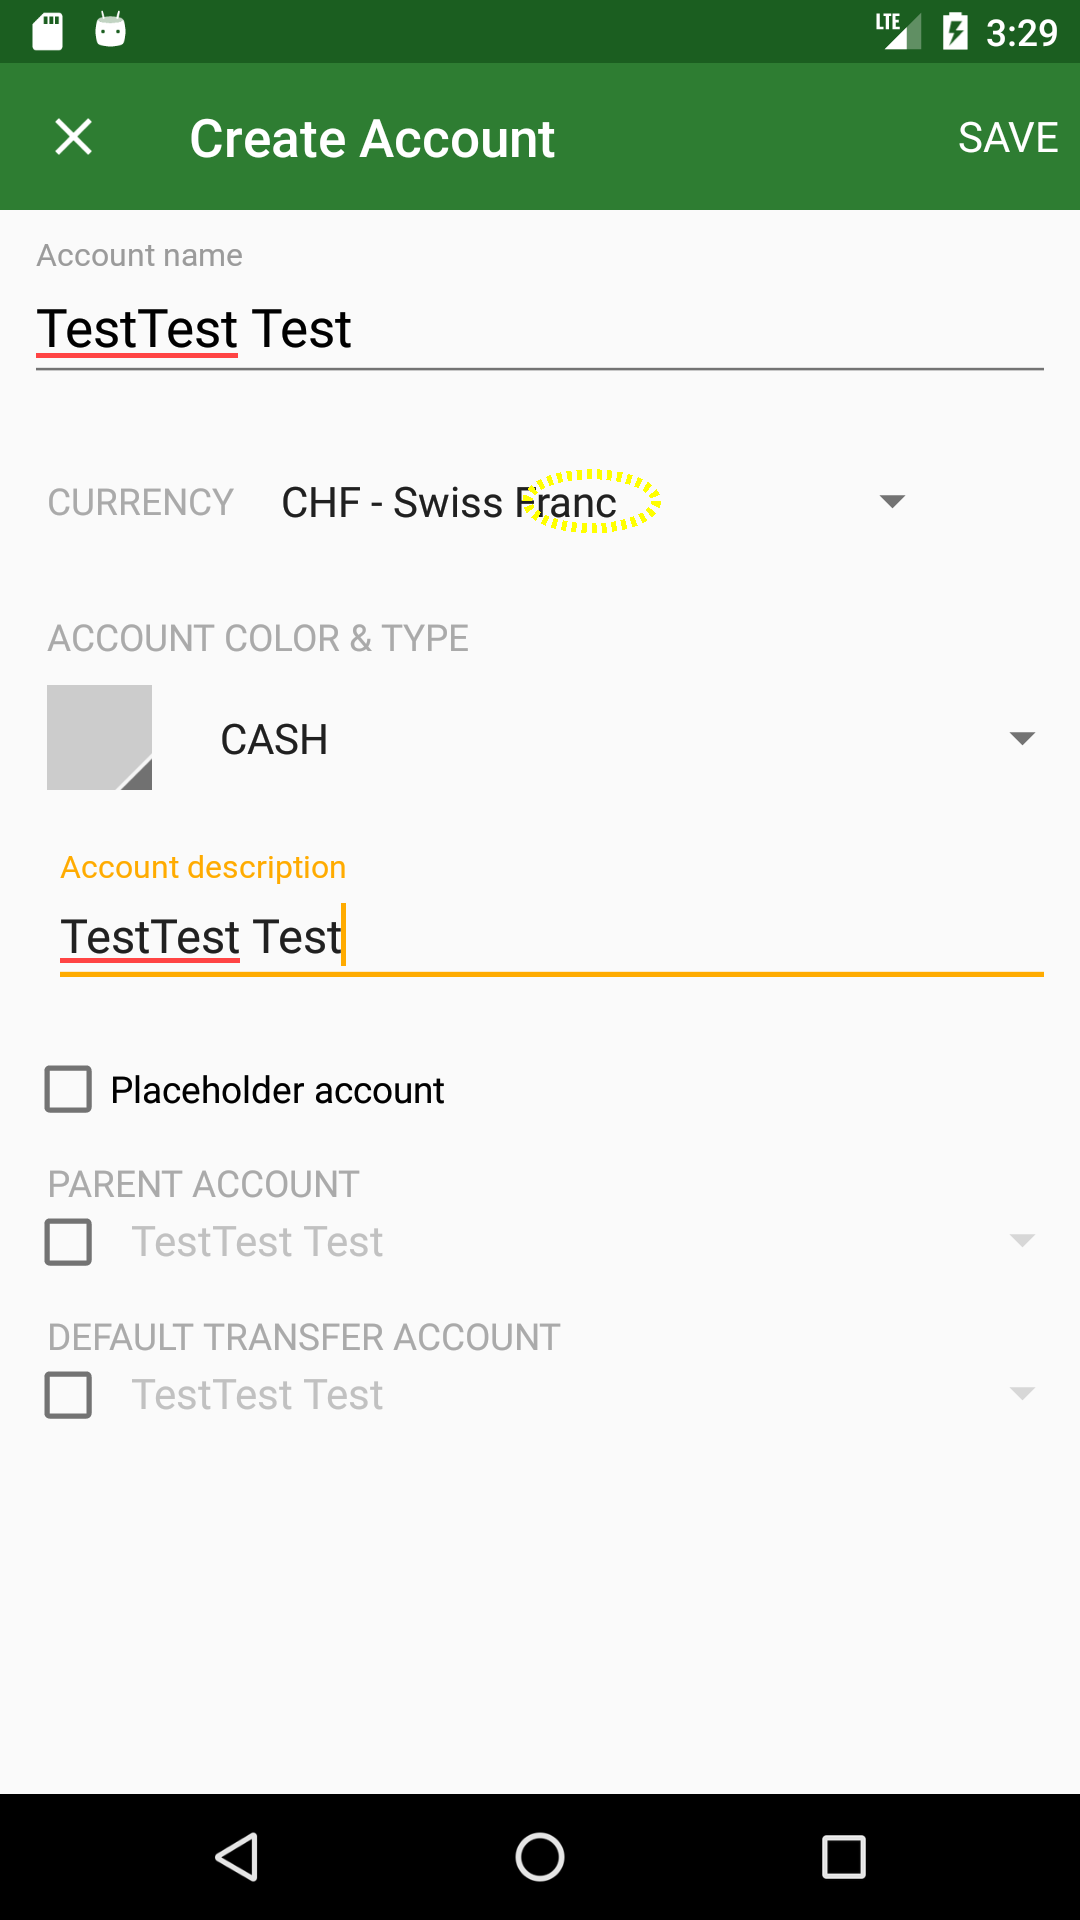 LTE 3:29
Create Account SAVE
Account name
TestTest Test
CURRENCY CHF - Swiss Franc
ACCOUNT COLOR & TYPE
CASH
Account description
TestTest Test
Placeholder account
PARENT ACCOUNT
TestTest Test
DEFAULT TRANSFER ACCOUNT
TestTest Test